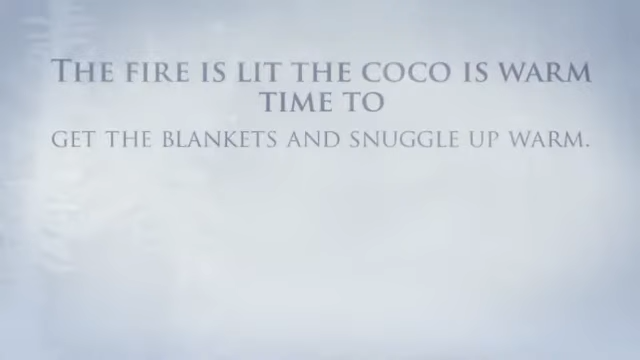 The fire is lit the coco is warm
time to
get the blankets and snuggle up warm.